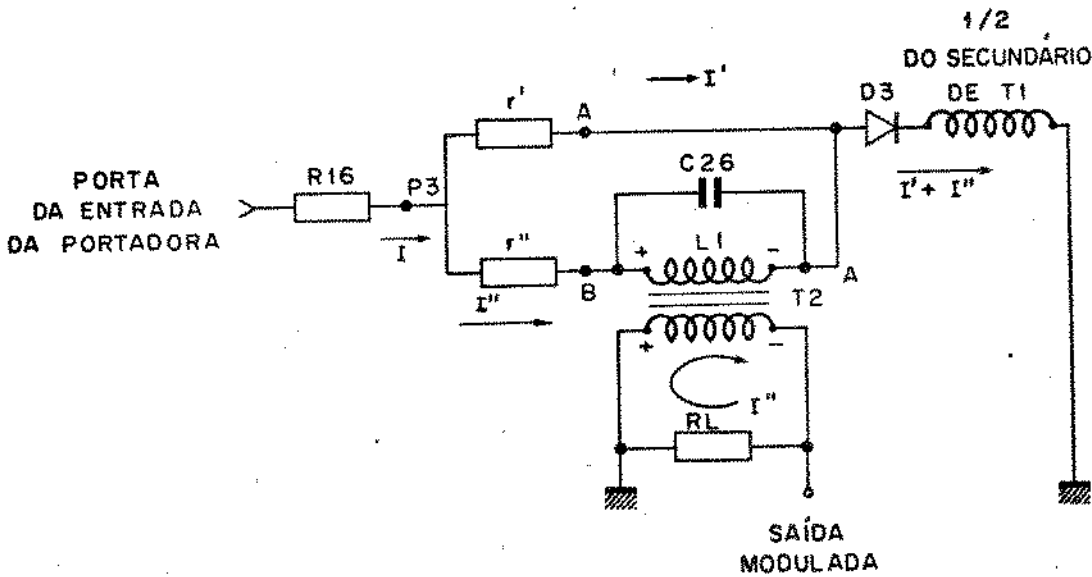 1/2
DO SECUNDÁRIO
DE T1
I'
D3
r'
A
C26
PORTA
DA ENTRADA
DA PORTADORA
R16
P3
I' + I"
I
r"
+
L1
-
B
A
T2
I"
+
-
I"
RL
SAÍDA
MODULADA